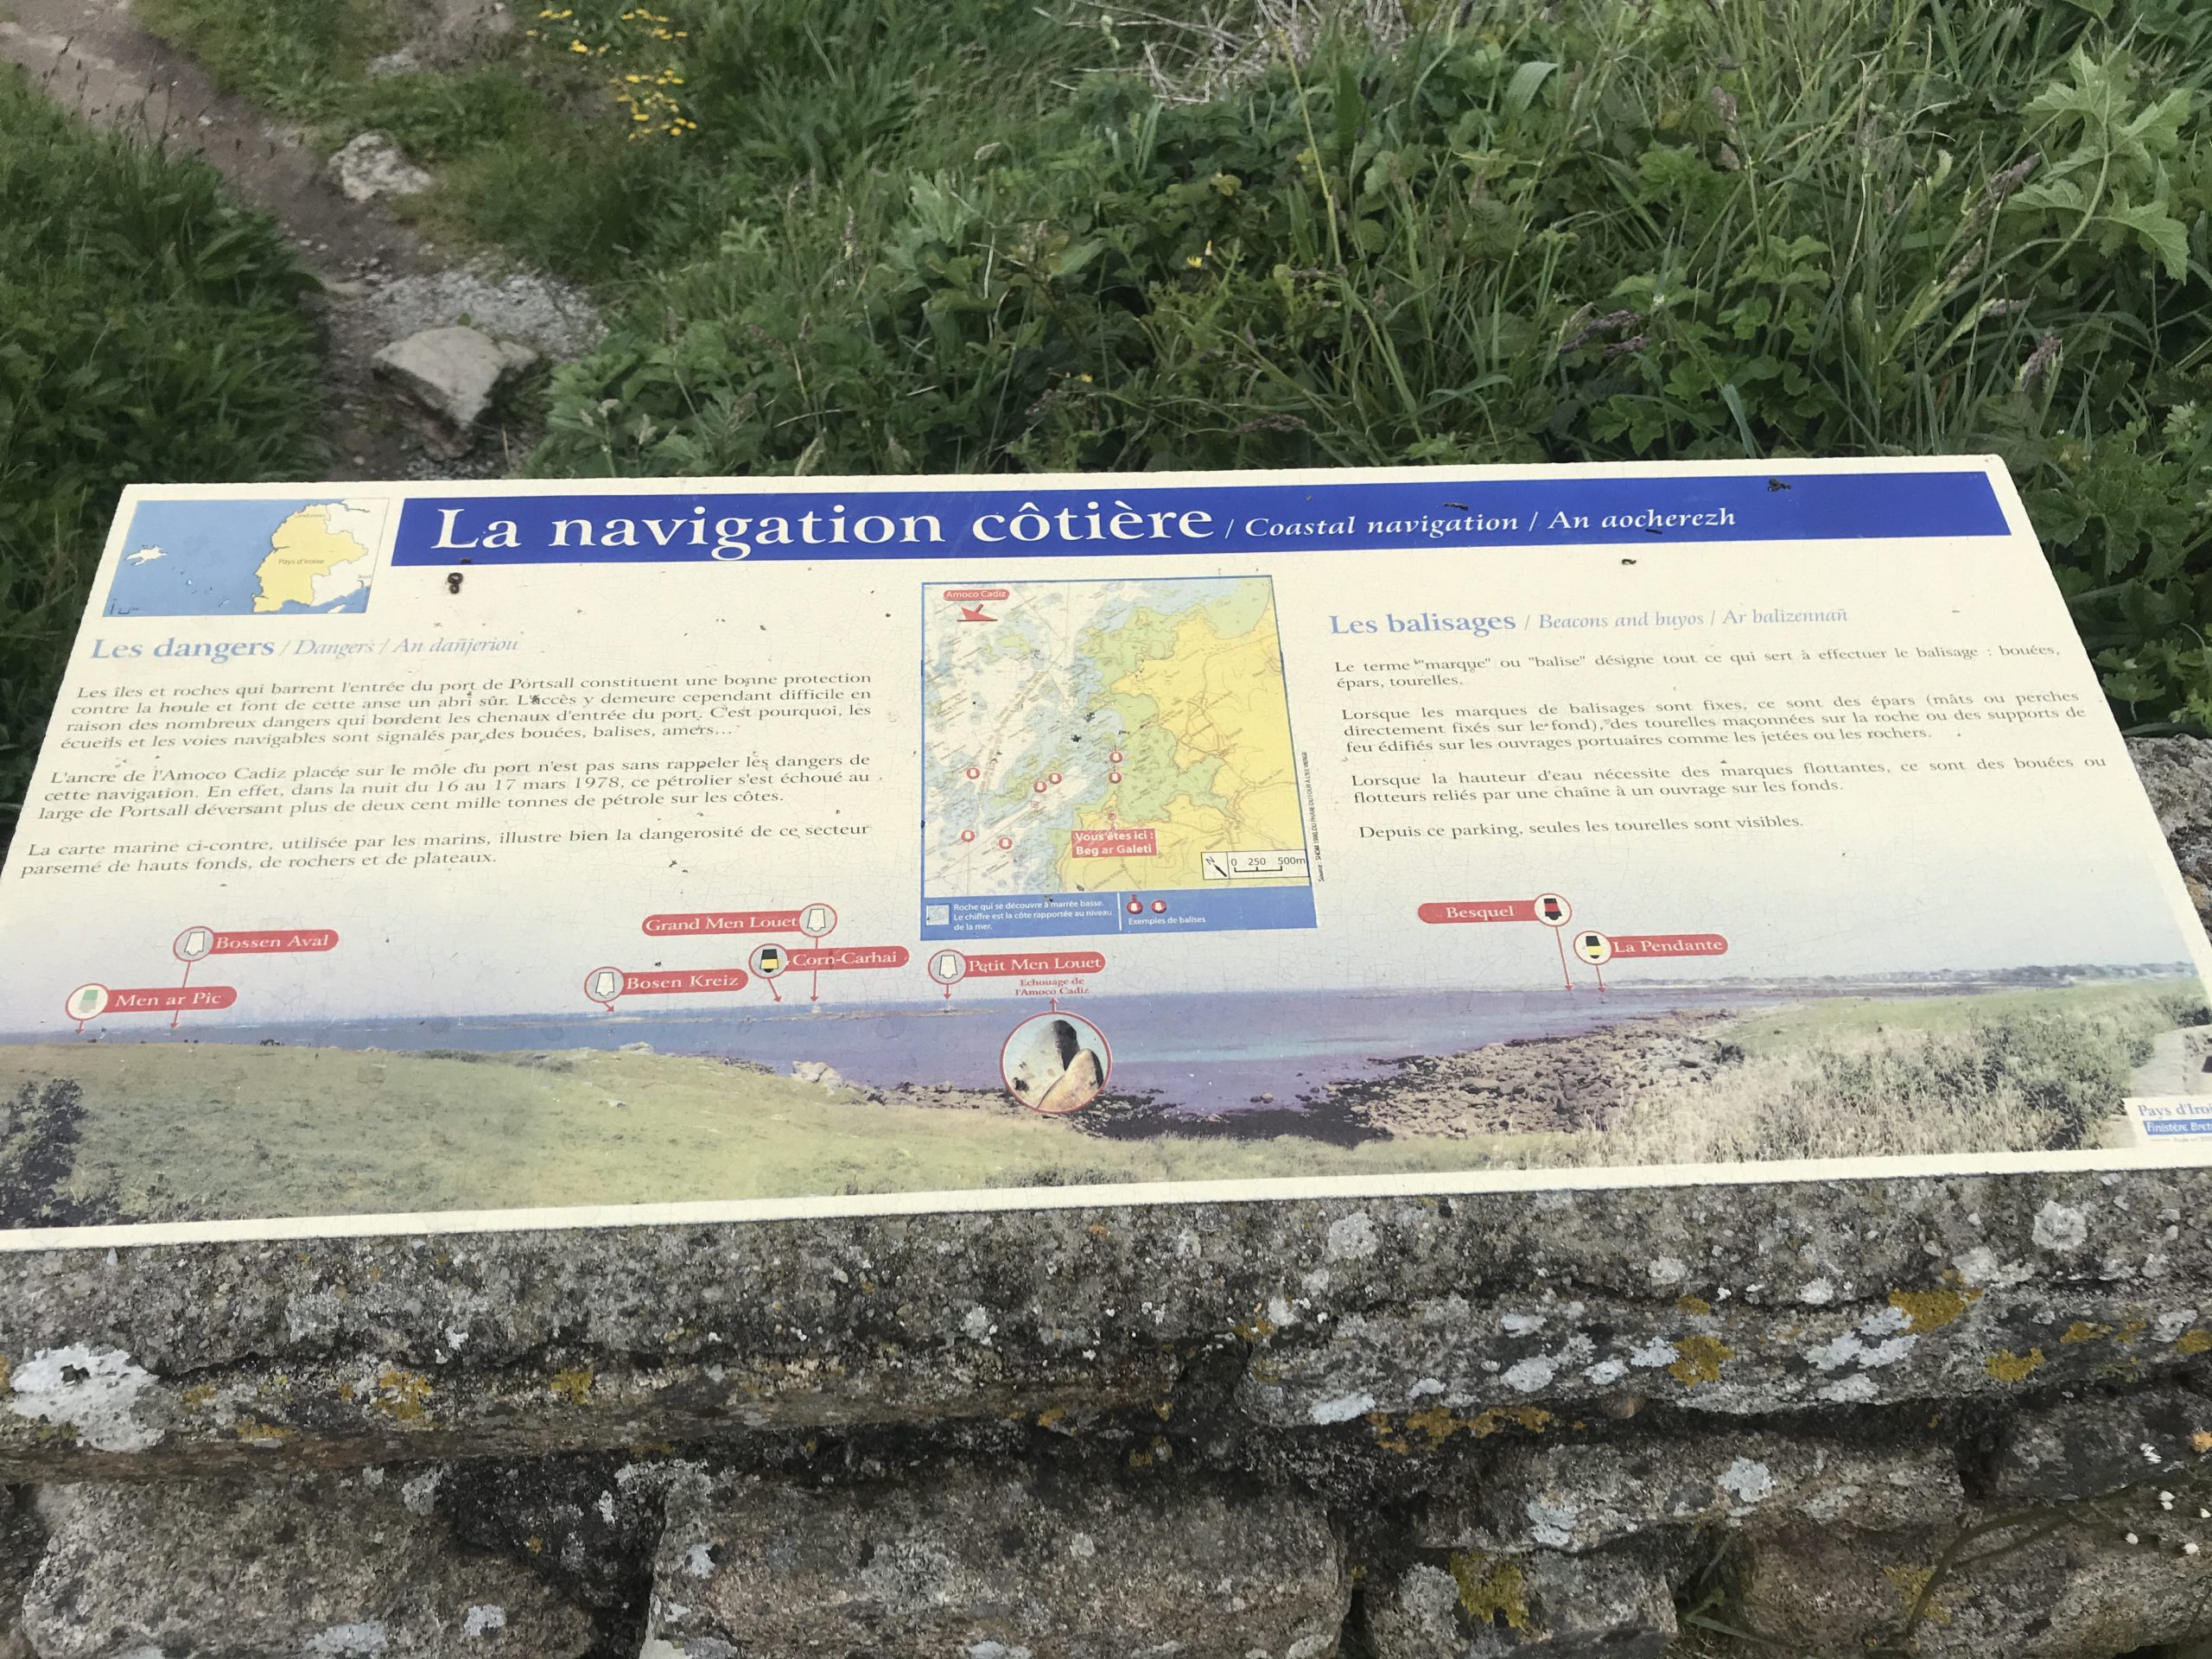 La navigation côtière / Coastal navigation / An aocherezh
Pays d'Iroise
Les dangers / Dangers / An dañjeriou
Les îles et roches qui barrent l'entrée du port de Portsall constituent une bonne protection
contre la houle et font de cette anse un abri sûr. L'accès y demeure cependant difficile en
raison des nombreux dangers qui bordent les chenaux d'entrée du port. C'est pourquoi, les
écueils et les voies navigables sont signalés par des bouées, balises, amers...
L'ancre de l'Amoco Cadiz placée sur le môle du port n'est pas sans rappeler les dangers de
cette navigation. En effet, dans la nuit du 16 au 17 mars 1978, ce pétrolier s'est échoué au
large de Portsall déversant plus de deux cent mille tonnes de pétrole sur les côtes.
La carte marine ci-contre, utilisée par les marins, illustre bien la dangerosité de ce secteur
parsemé de hauts fonds, de rochers et de plateaux.
Amoco Cadiz
Vous êtes ici :
Beg ar Galeti
N
0 250 500m
Roche qui se découvre à marrée basse.
Le chiffre est la côte rapportée au niveau
de la mer.
Exemples de balises
Les balisages / Beacons and buyos / Ar balizennañ
Le terme "marque" ou "balise" désigne tout ce qui sert à effectuer le balisage : bouées,
épars, tourelles.
Lorsque les marques de balisages sont fixes, ce sont des épars (mâts ou perches
directement fixés sur le fond), des tourelles maçonnées sur la roche ou des supports de
feu édifiés sur les ouvrages portuaires comme les jetées ou les rochers.
Lorsque la hauteur d'eau nécessite des marques flottantes, ce sont des bouées ou
flotteurs reliés par une chaîne à un ouvrage sur les fonds.
Depuis ce parking, seules les tourelles sont visibles.
Men ar Pic
Bossen Aval
Bosen Kreiz
Grand Men Louet
Corn-Carhai
Petit Men Louet
Echouage de
l'Amoco Cadiz
Besquel
La Pendante
Pays d'Iroi
Finistère Bret